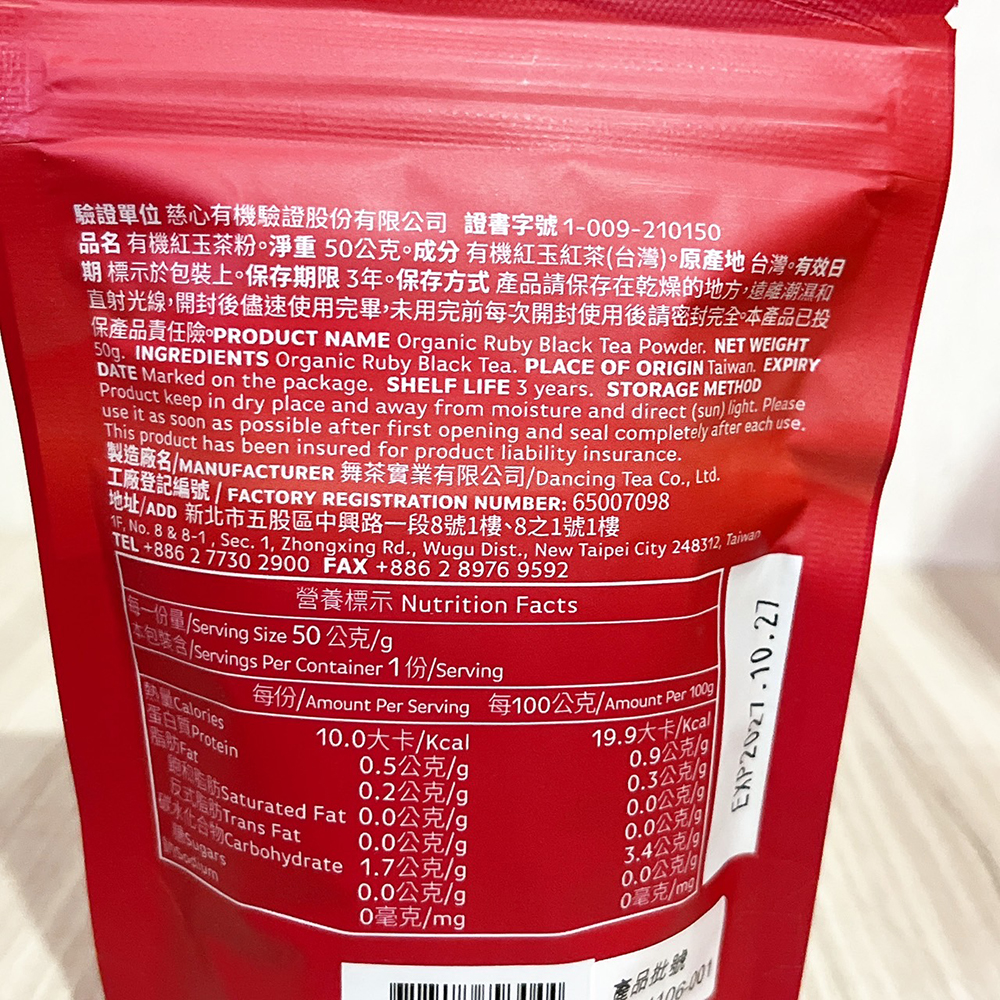 驗證單位 慈心有機驗證股份有限公司 證書字號 1-009-210150
品名 有機紅玉茶粉。淨重 50公克。成分 有機紅玉紅茶(台灣)。原產地 台灣。有效日
期 標示於包裝上。保存期限 3年。保存方式 產品請保存在乾燥的地方,遠離潮濕和
直射光線,開封後儘速使用完畢,未用完前每次開封使用後請密封完全。本產品已投
保產品責任險。PRODUCT NAME Organic Ruby Black Tea Powder. NET WEIGHT
50g. INGREDIENTS Organic Ruby Black Tea. PLACE OF ORIGIN Taiwan. EXPIRY
DATE Marked on the package. SHELF LIFE 3 years. STORAGE METHOD
Product keep in dry place and away from moisture and direct (sun) light. Please
use it as soon as possible after first opening and seal completely after each use.
This product has been insured for product liability insurance.
製造廠名/MANUFACTURER 舞茶實業有限公司/Dancing Tea Co., Ltd.
工廠登記編號 / FACTORY REGISTRATION NUMBER: 65007098
地址/ADD 新北市五股區中興路一段8號1樓、8之1號1樓
1F, No. 8 & 8-1, Sec. 1, Zhongxing Rd., Wugu Dist., New Taipei City 248312, Taiwan
TEL +886 2 7730 2900 FAX +886 2 8976 9592
營養標示 Nutrition Facts
每一份量/Serving Size 50 公克/g
本包裝含/Servings Per Container 1 份/Serving
每份/Amount Per Serving 每100公克/Amount Per 100g
熱量Calories 10.0大卡/Kcal 19.9大卡/Kcal
蛋白質Protein 0.5公克/g 0.9公克/g
脂肪Fat 0.2公克/g 0.3公克/g
飽和脂肪Saturated Fat 0.0公克/g 0.0公克/g
反式脂肪Trans Fat 0.0公克/g 0.0公克/g
碳水化合物Carbohydrate 1.7公克/g 3.4公克/g
糖Sugars 0.0公克/g 0.0公克/g
鈉Sodium 0毫克/mg 0毫克/mg
EXP2027.10.27
產品批號
106-001